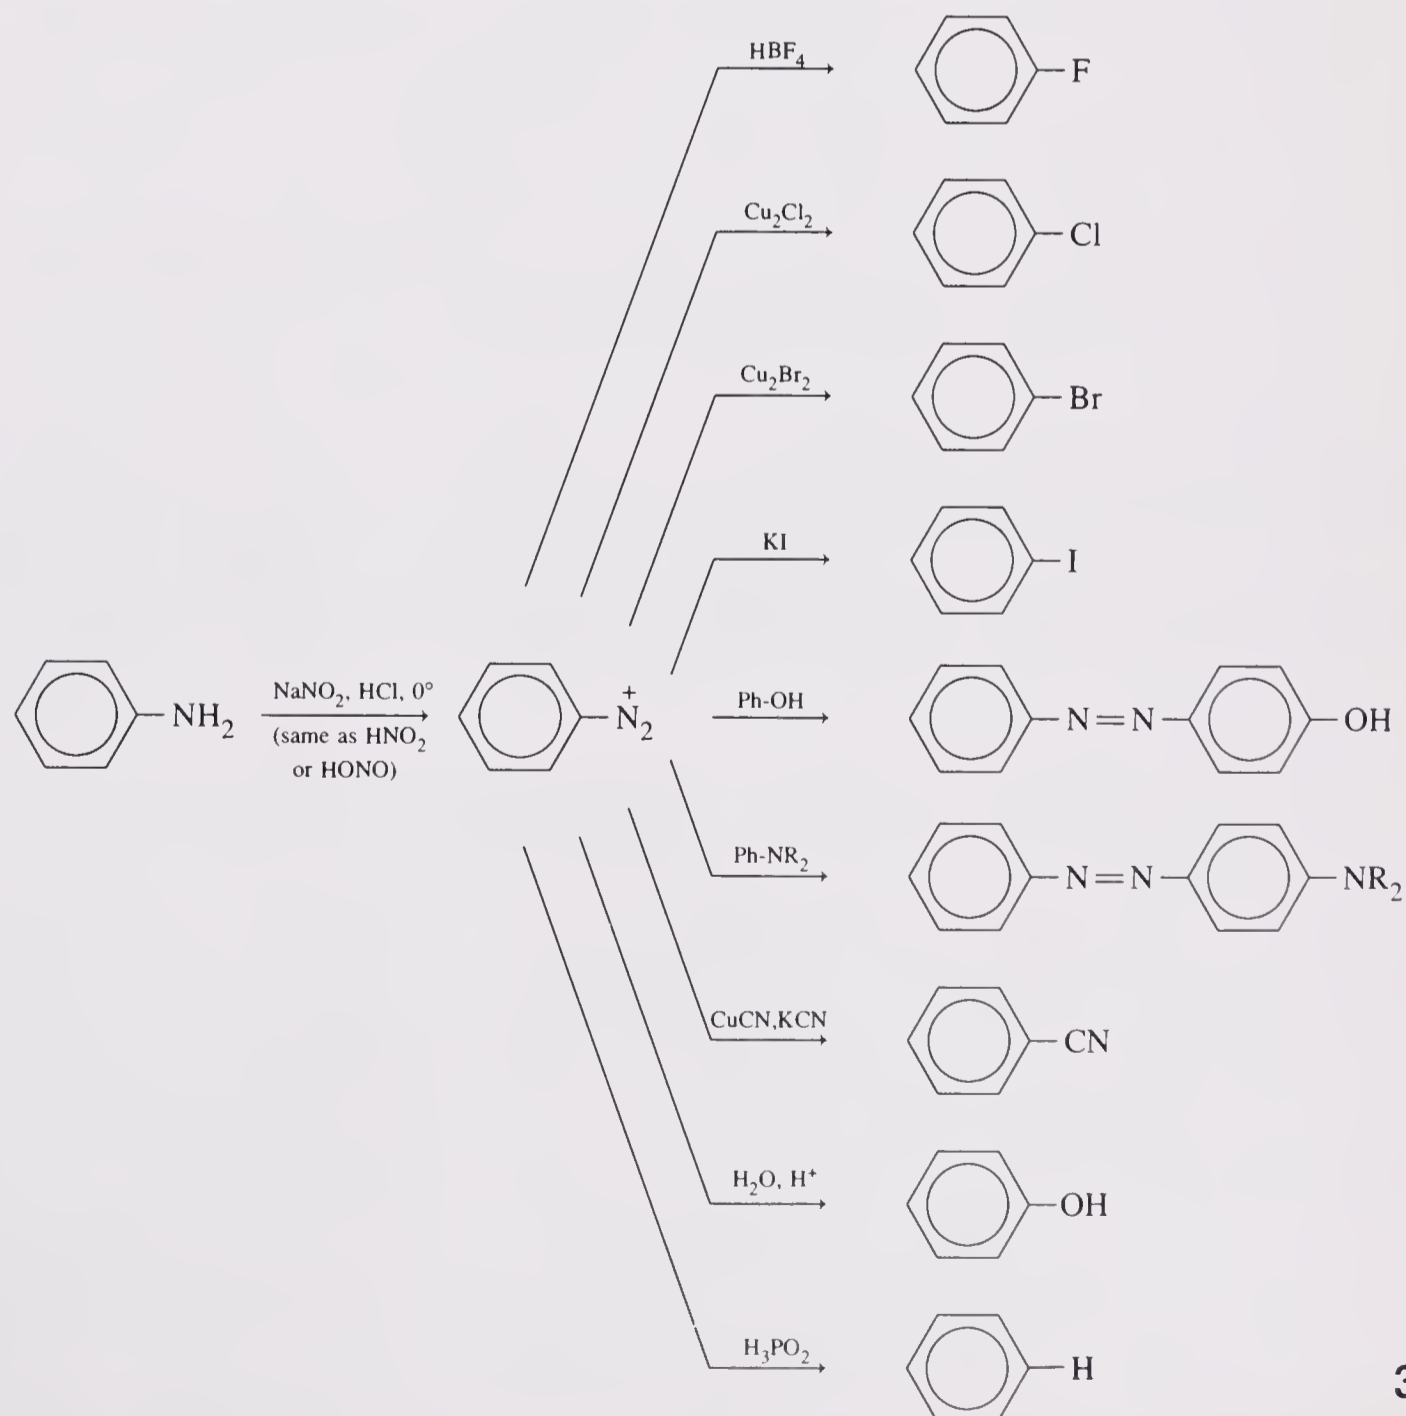 HBF₄
F
Cu₂Cl₂
Cl
Cu₂Br₂
Br
KI
I
NH₂
NaNO₂, HCl, 0°
(same as HNO₂
or HONO)
N₂⁺
Ph-OH
N=N
OH
Ph-NR₂
N=N
NR₂
CuCN,KCN
CN
H₂O, H⁺
OH
H₃PO₂
H
3